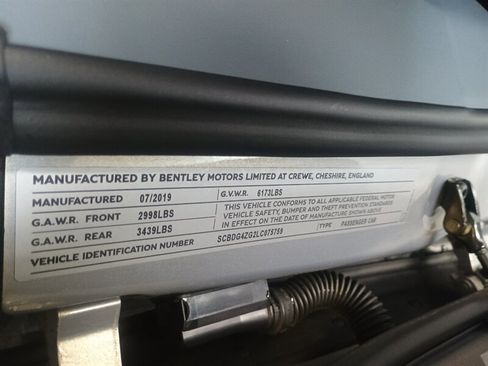 MANUFACTURED BY BENTLEY MOTORS LIMITED AT CREWE, CHESHIRE, ENGLAND
MANUFACTURED 07/2019 G.V.W.R. 6173LBS
G.A.W.R. FRONT 2998LBS
G.A.W.R. REAR 3439LBS
THIS VEHICLE CONFORMS TO ALL APPLICABLE FEDERAL MOTOR
VEHICLE SAFETY, BUMPER AND THEFT PREVENTION STANDARDS
IN EFFECT ON THE DATE OF MANUFACTURE SHOWN ABOVE
VEHICLE IDENTIFICATION NUMBER SCBDG4ZG2LC075759 TYPE PASSENGER CAR